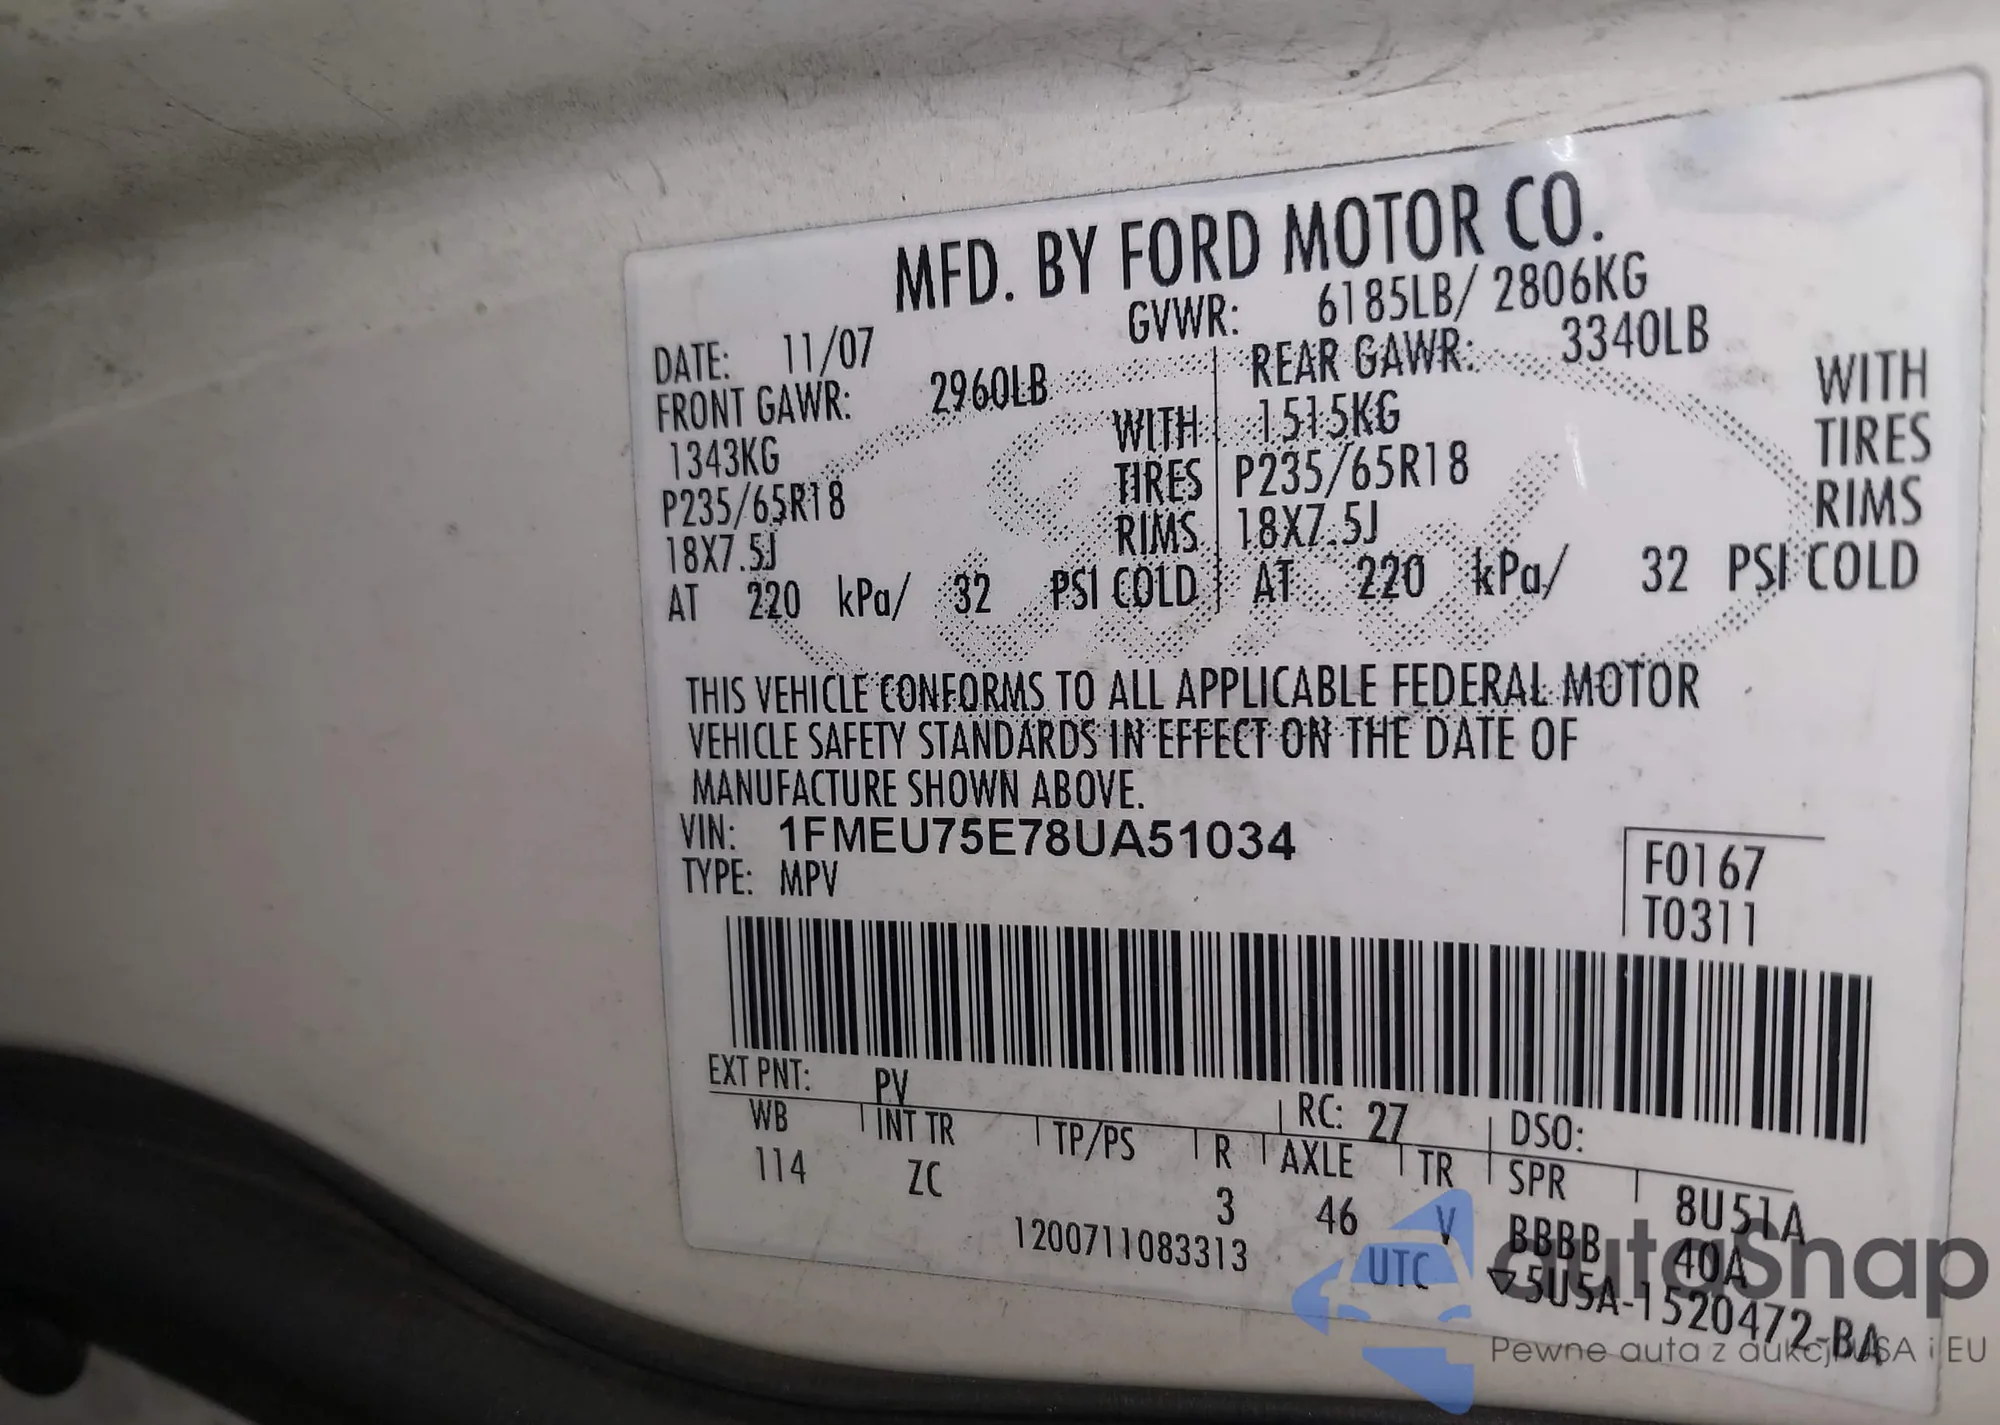 MFD. BY FORD MOTOR CO.
DATE: 11/07 GVWR: 6185LB/ 2806KG
FRONT GAWR: 2960LB REAR GAWR: 3340LB
1343KG WITH 1515KG WITH
P235/65R18 TIRES P235/65R18 TIRES
18X7.5J RIMS 18X7.5J RIMS
AT 220 kPa/ 32 PSI COLD AT 220 kPa/ 32 PSI COLD
THIS VEHICLE CONFORMS TO ALL APPLICABLE FEDERAL MOTOR
VEHICLE SAFETY STANDARDS IN EFFECT ON THE DATE OF
MANUFACTURE SHOWN ABOVE.
VIN: 1FMEU75E78UA51034
TYPE: MPV
F0167
T0311
EXT PNT: PV RC: 27 DSO:
WB INT TR TP/PS R AXLE TR SPR 8U51A
114 ZC 3 46 V BBBB 40A
1200711083313 UTC ▽5U5A-1520472-BA
autaSnap
Pewne auta z aukcji USA i EU